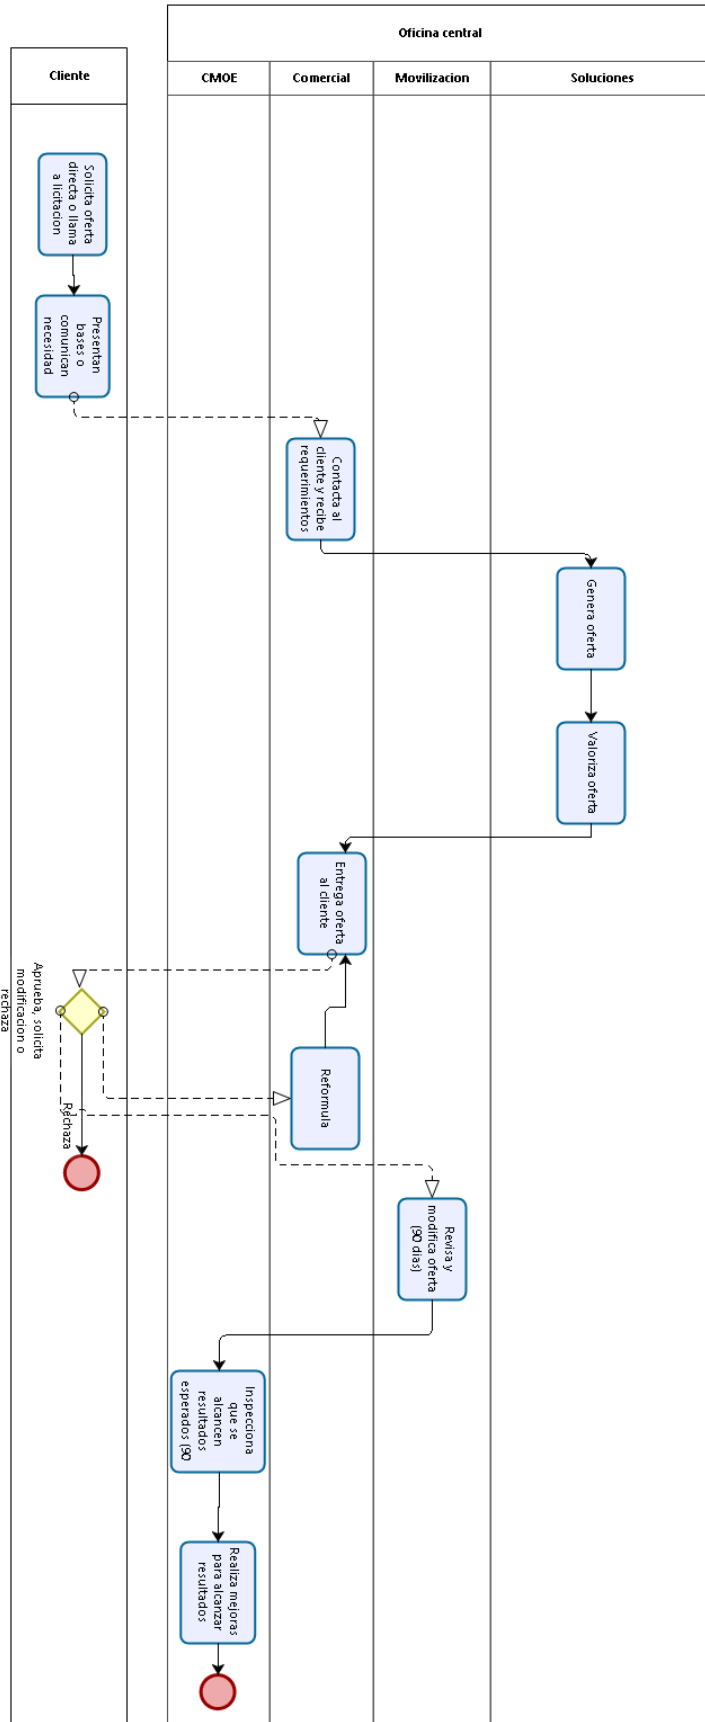 Oficina central
Cliente
CMOE
Comercial
Movilizacion
Soluciones
Solicita oferta
directa o llama
a licitacion
Presentan
bases o
comunican
necesidad
Contacta al
cliente y recibe
requerimientos
Genera oferta
Valoriza oferta
Entrega oferta
al cliente
Aprueba, solicita
modificacion o
rechaza
Rechaza
Reformula
Revisa y
modifica oferta
(90 dias)
Inspecciona
que se
alcancen
resultados
esperados (90
Realiza mejoras
para alcanzar
resultados